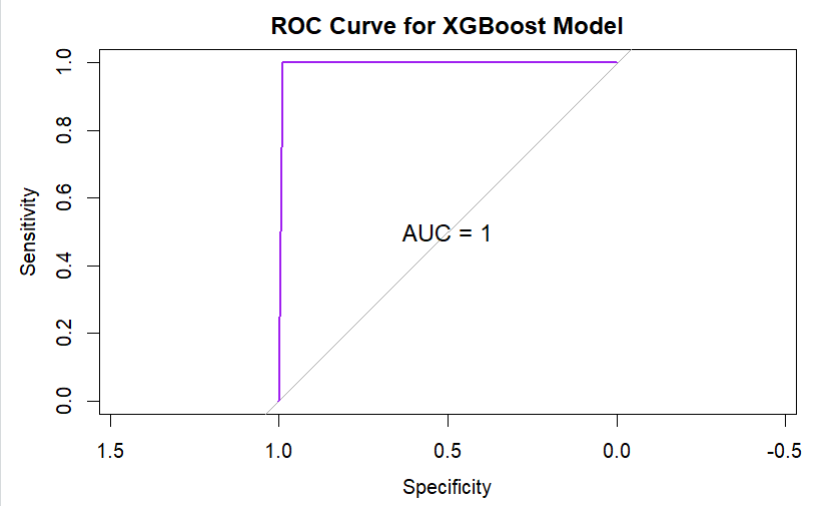 ROC Curve for XGBoost Model
Sensitivity
1.0
0.8
0.6
0.4
0.2
0.0
AUC = 1
1.5 1.0 0.5 0.0 -0.5
Specificity